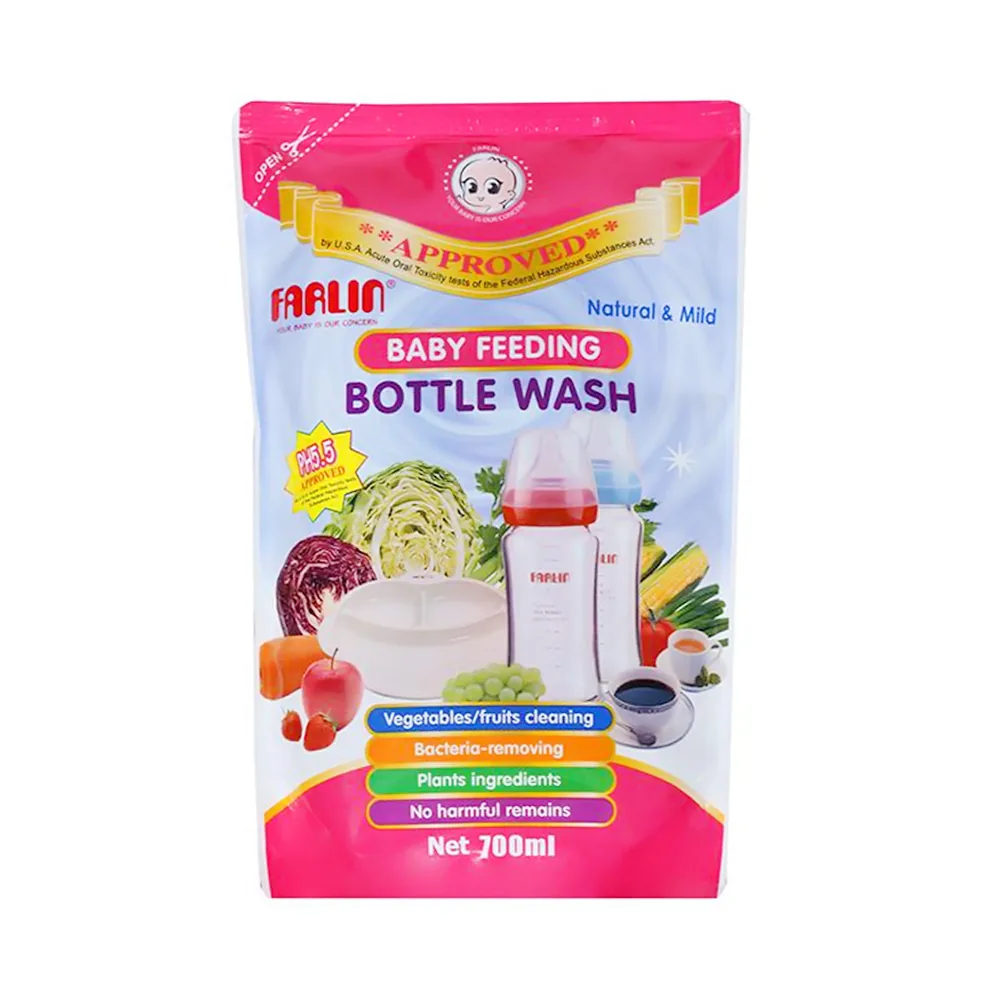 OPEN
FARLIN
YOUR BABY IS OUR CONCERN
**APPROVED**
by U.S.A. Acute Oral Toxicity tests of the Federal Hazardous Substances Act.
FARLIN®
YOUR BABY IS OUR CONCERN
Natural & Mild
BABY FEEDING
BOTTLE WASH
PH5.5
APPROVED
FARLIN
Vegetables/fruits cleaning
Bacteria-removing
Plants ingredients
No harmful remains
Net 700ml